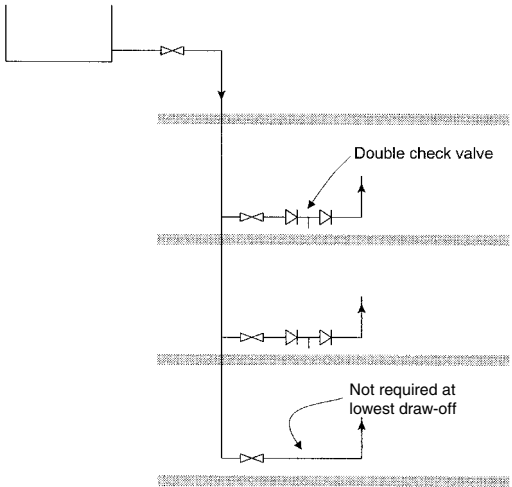 Double check valve
Not required at
lowest draw-off